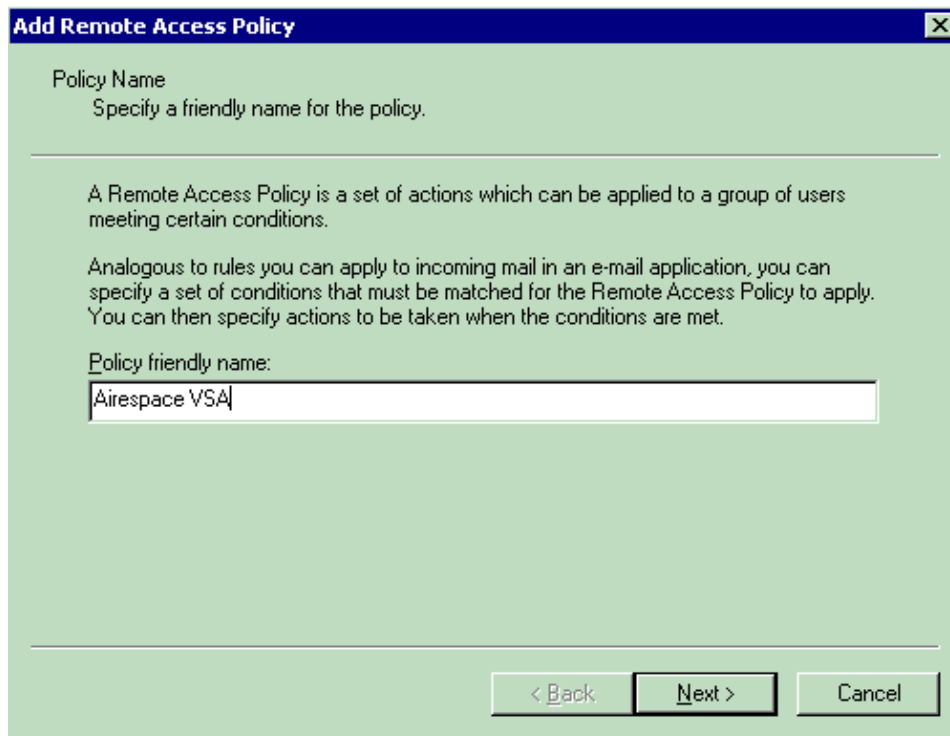 Add Remote Access Policy
Policy Name
Specify a friendly name for the policy.
A Remote Access Policy is a set of actions which can be applied to a group of users
meeting certain conditions.
Analogous to rules you can apply to incoming mail in an e-mail application, you can
specify a set of conditions that must be matched for the Remote Access Policy to apply.
You can then specify actions to be taken when the conditions are met.
Policy friendly name:
Airespace VSA
< Back Next > Cancel